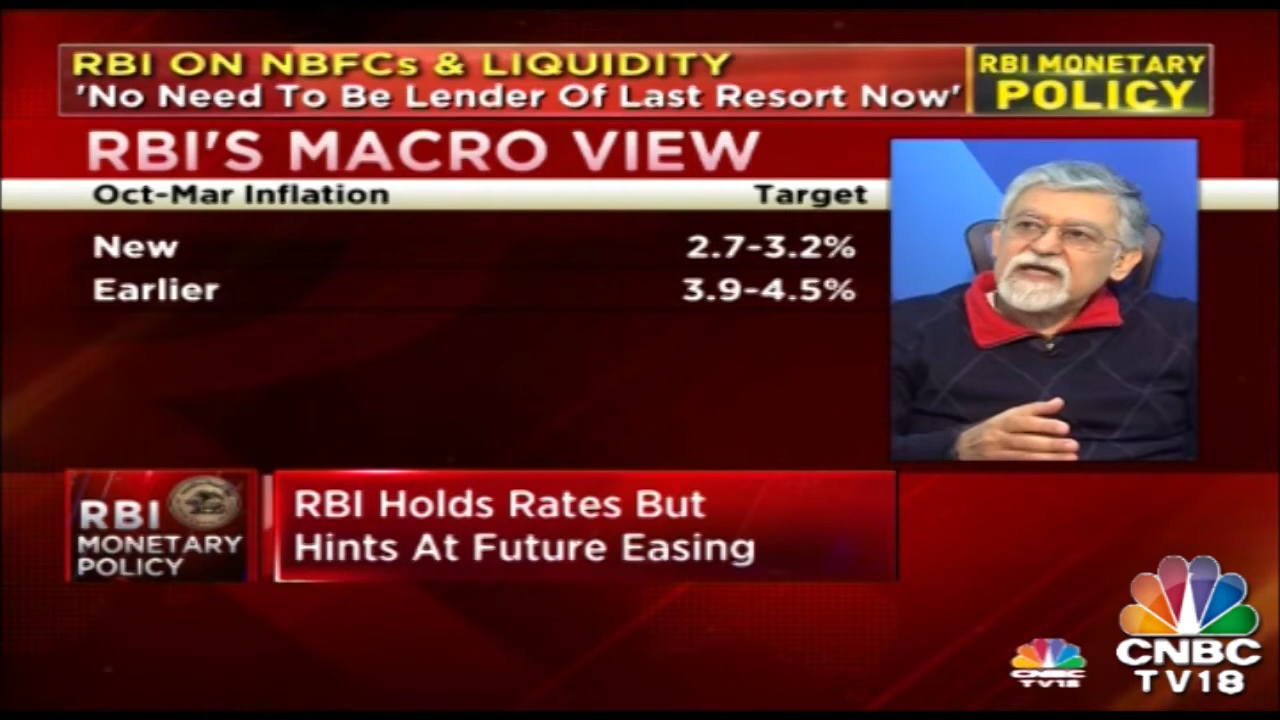 RBI ON NBFCs & LIQUIDITY
'No Need To Be Lender Of Last Resort Now'
RBI MONETARY
POLICY
RBI'S MACRO VIEW
Oct-Mar Inflation Target
New 2.7-3.2%
Earlier 3.9-4.5%
RBI
MONETARY
POLICY
RBI Holds Rates But
Hints At Future Easing
CNBC
TV18
CNBC
TV18